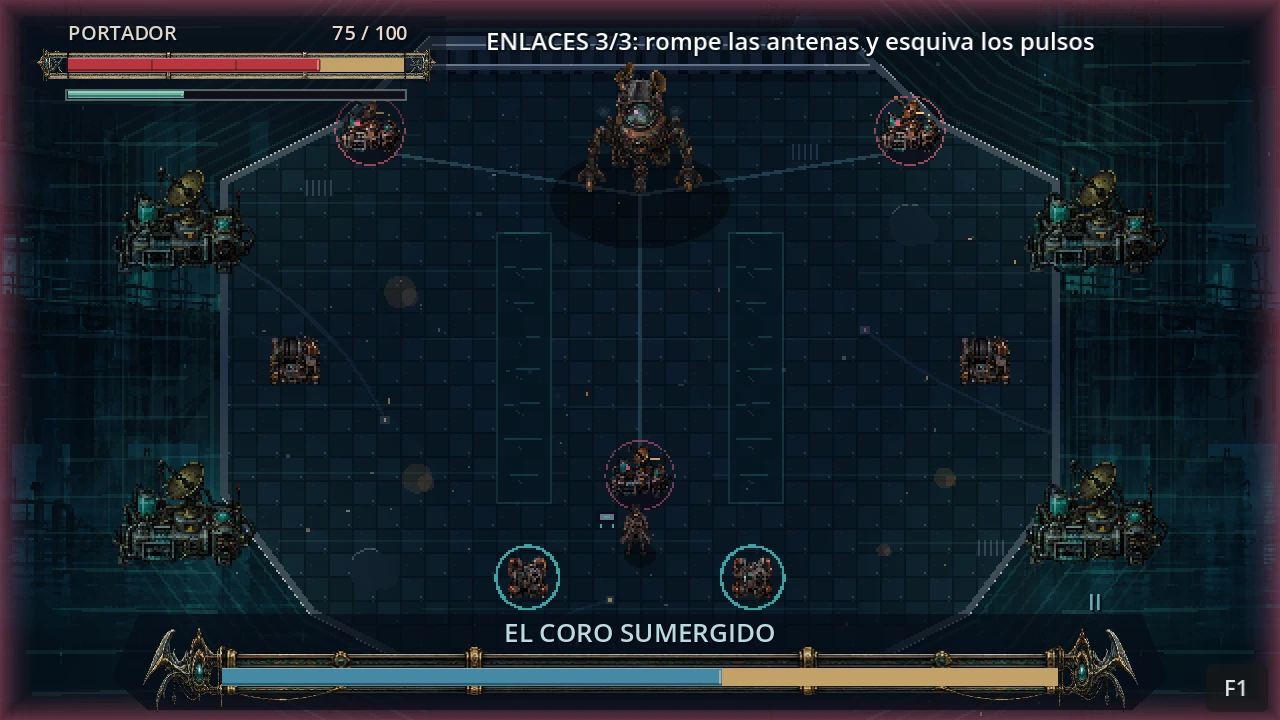 PORTADOR 75 / 100
ENLACES 3/3: rompe las antenas y esquiva los pulsos
EL CORO SUMERGIDO
F1